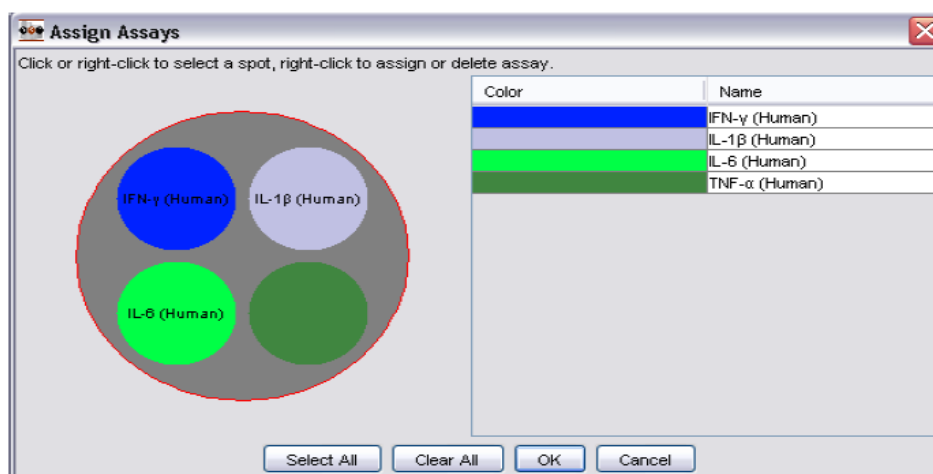 Assign Assays
Click or right-click to select a spot, right-click to assign or delete assay.
Color Name
IFN-γ (Human)
IL-1β (Human)
IL-6 (Human)
TNF-α (Human)
IFN-γ (Human) IL-1β (Human)
IL-6 (Human)
Select All Clear All OK Cancel